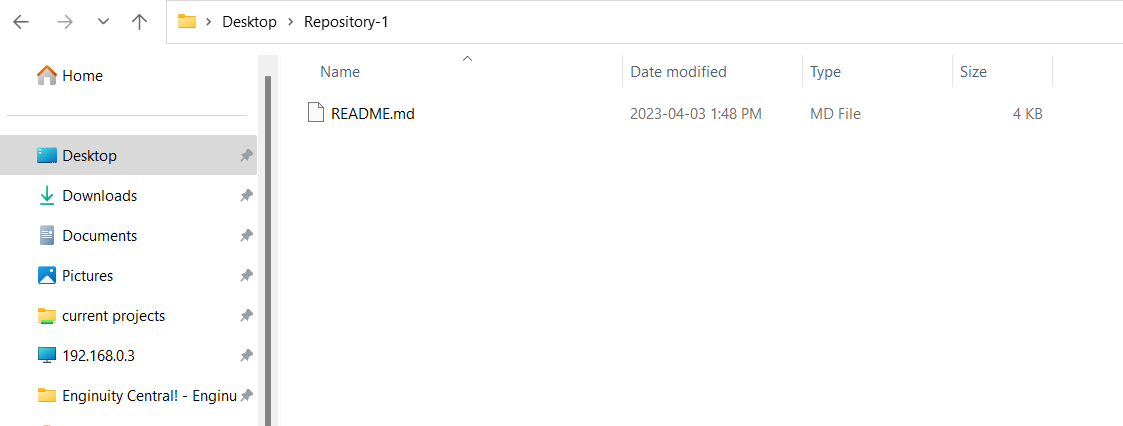 Desktop Repository-1
Name Date modified Type Size
README.md 2023-04-03 1:48 PM MD File 4 KB
Home
Desktop
Downloads
Documents
Pictures
current projects
192.168.0.3
Enginuity Central! - Enginu